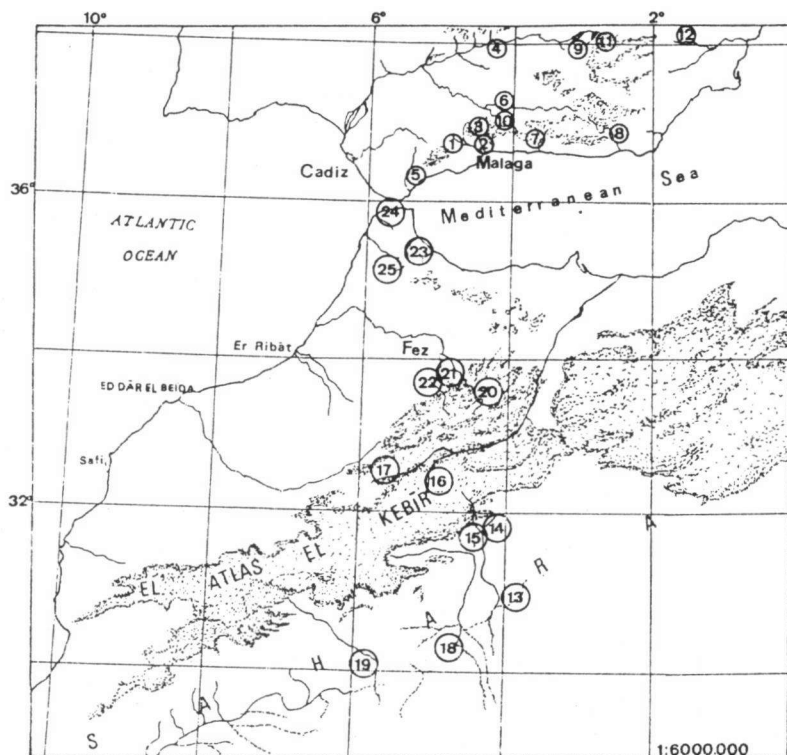 10° 6° 2°
4 9 11 12
6
3 10
1 2 7 8
Malaga
Cadiz 5
36°
Mediterranean Sea
24
ATLANTIC
OCEAN
23
25
Er Ribât Fez
21
22 20
ED DÂR EL BEIDA
Safi,
17 16
32°
EL ATLAS EL KEBIR
15 14
13
18
19
S A H A R A
1:6000.000